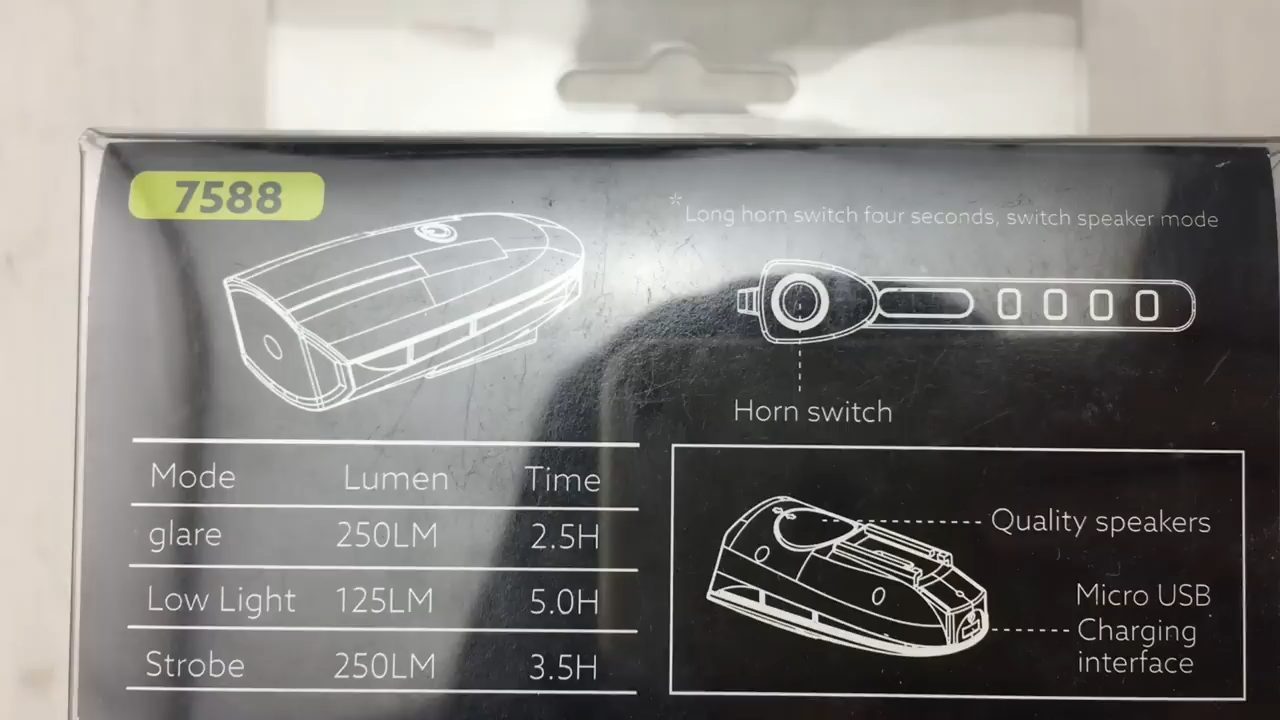 7588
* Long horn switch four seconds, switch speaker mode
Horn switch
Mode Lumen Time
glare 250LM 2.5H
Low Light 125LM 5.0H
Strobe 250LM 3.5H
Quality speakers
Micro USB
Charging
interface